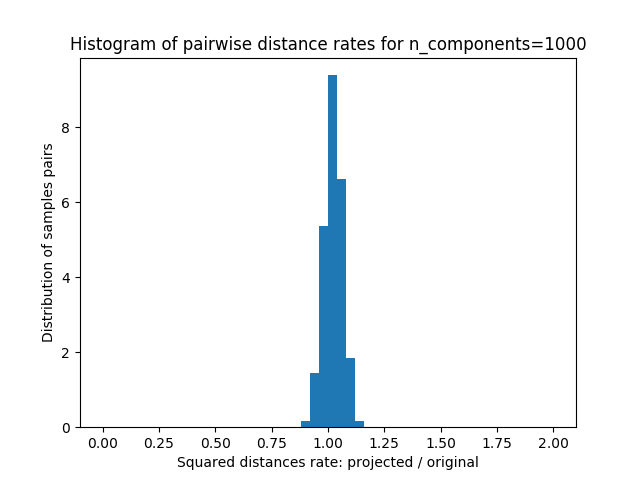 Histogram of pairwise distance rates for n_components=1000
Distribution of samples pairs
8
6
4
2
0
0.00 0.25 0.50 0.75 1.00 1.25 1.50 1.75 2.00
Squared distances rate: projected / original